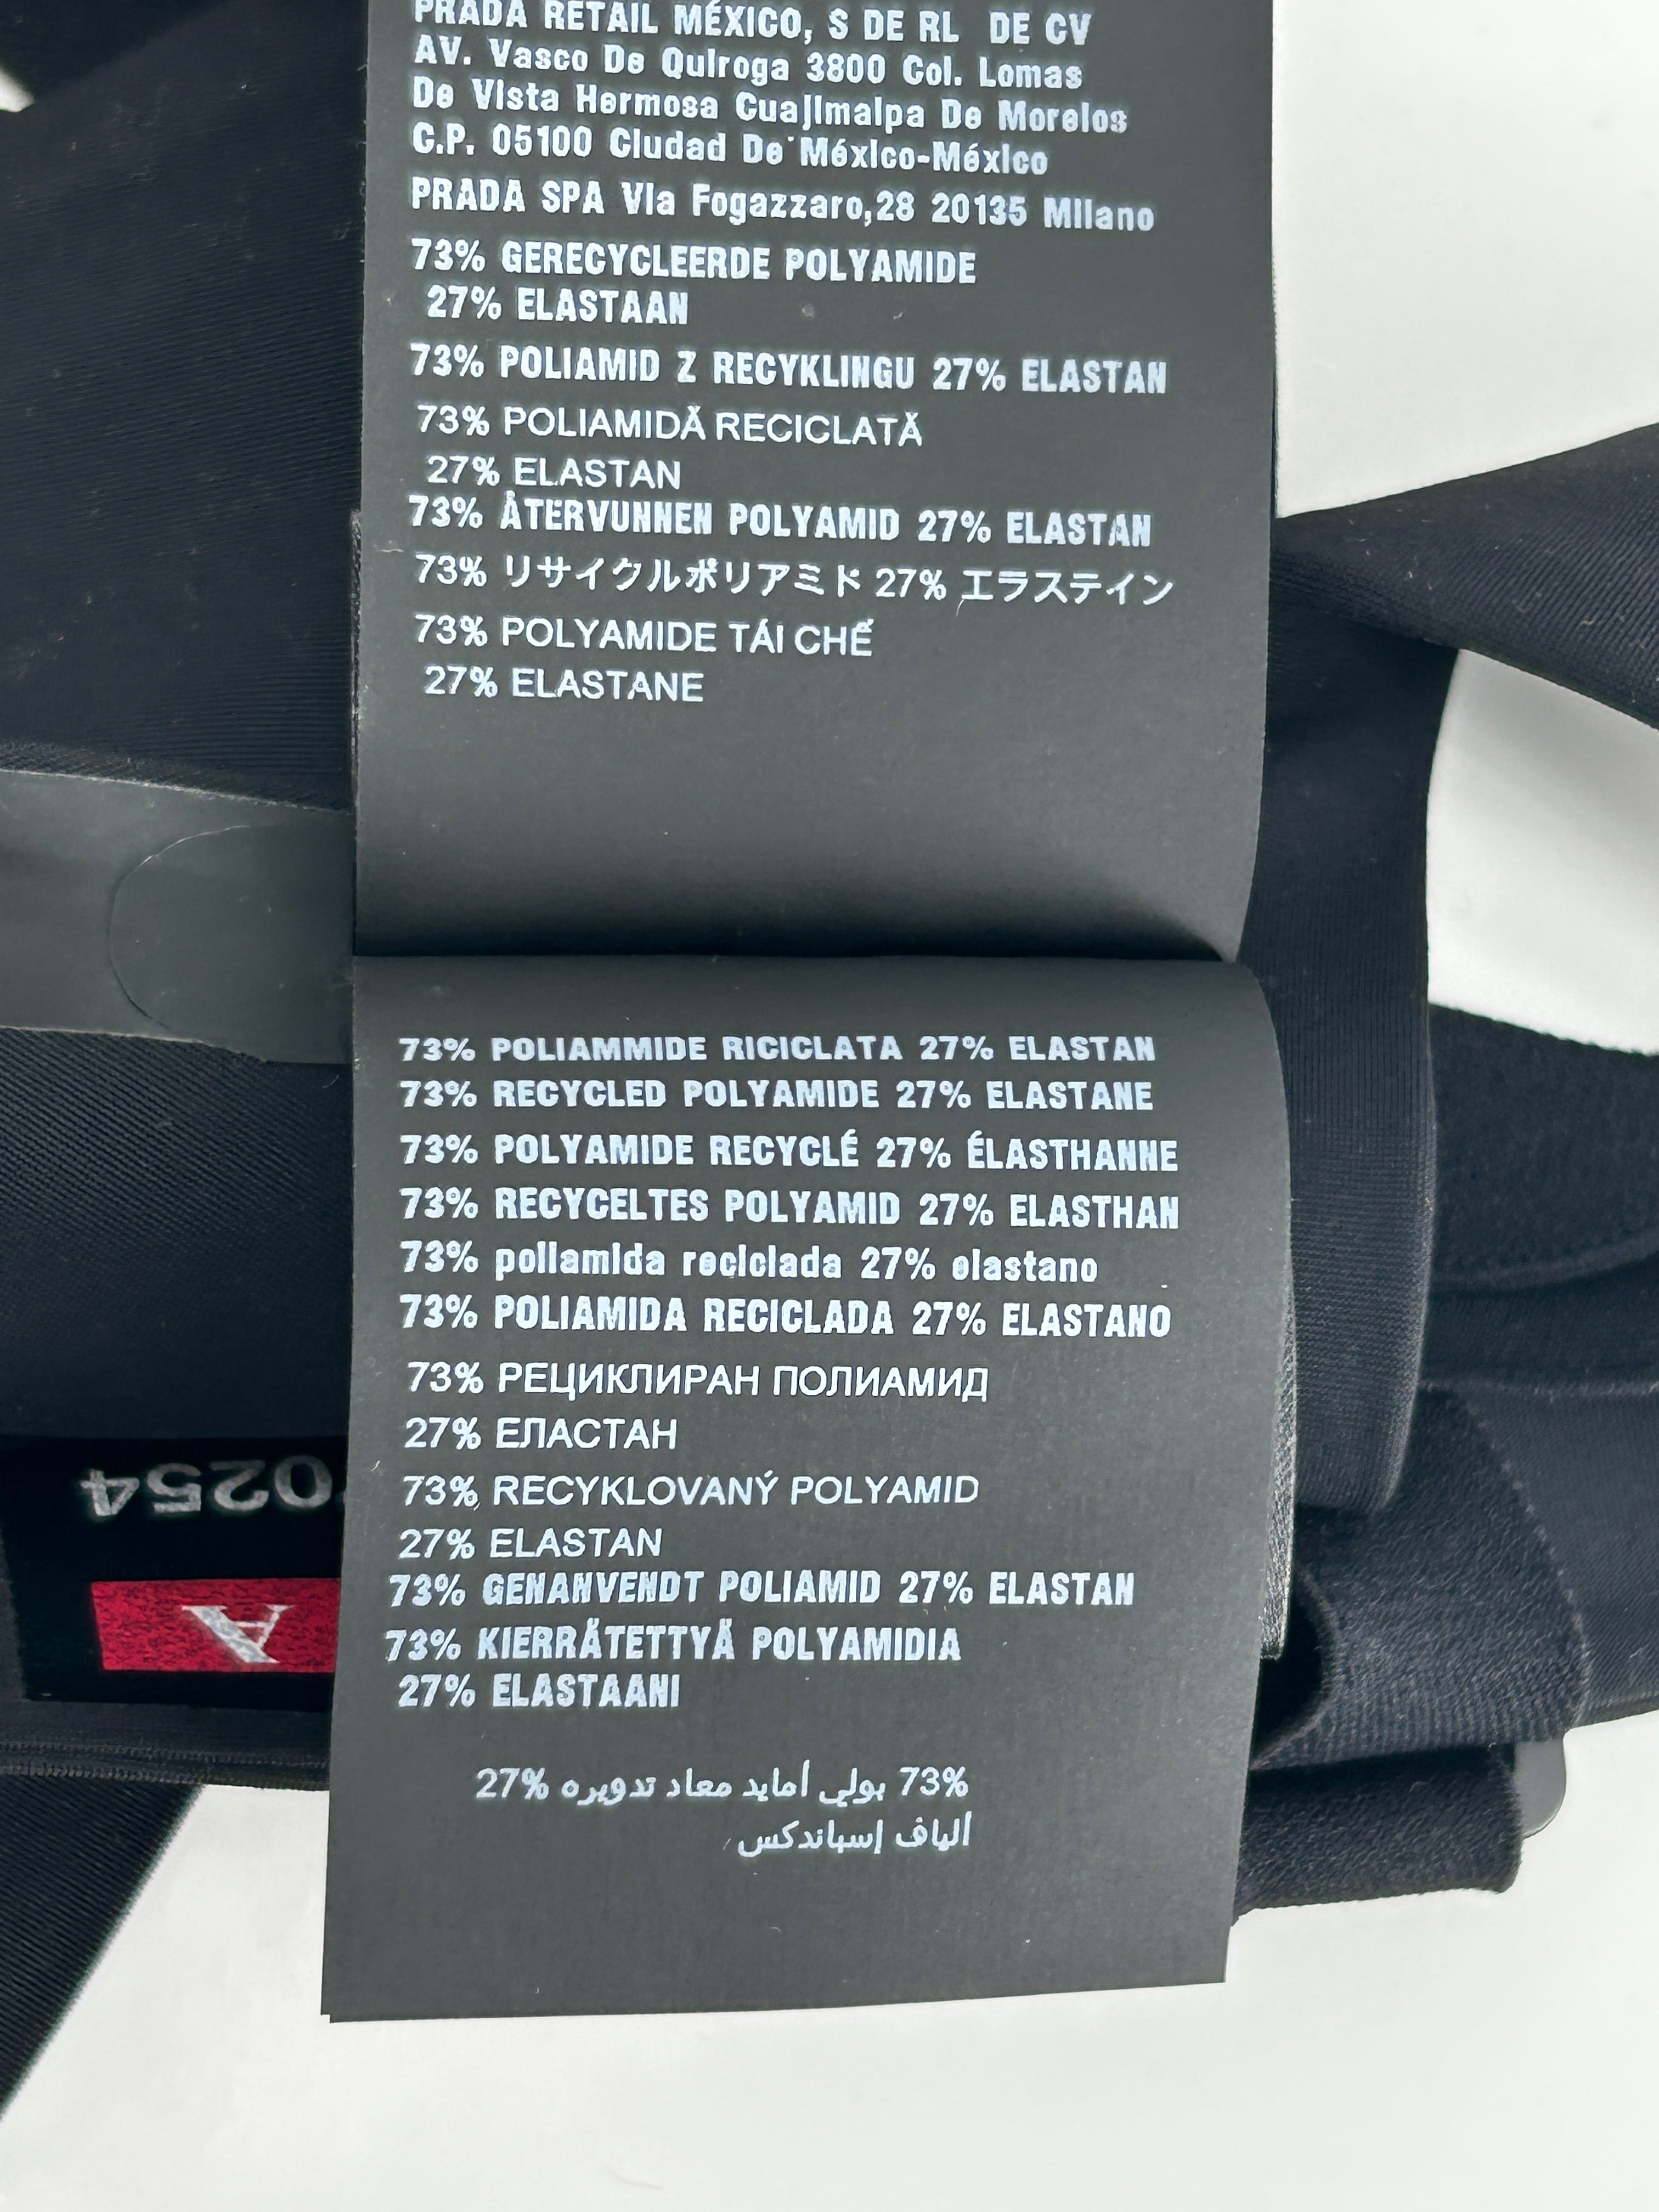 PRADA RETAIL MÉXICO, S DE RL DE CV
AV. Vasco De Quiroga 3800 Col. Lomas
De Vista Hermosa Cuajimalpa De Morelos
C.P. 05100 Ciudad De México-México
PRADA SPA Via Fogazzaro,28 20135 Milano
73% GERECYCLEERDE POLYAMIDE
27% ELASTAAN
73% POLIAMID Z RECYKLINGU 27% ELASTAN
73% POLIAMIDĂ RECICLATĂ
27% ELASTAN
73% ÅTERVUNNEN POLYAMID 27% ELASTAN
73% リサイクルポリアミド 27% エラステイン
73% POLYAMIDE TÁI CHẾ
27% ELASTANE
73% POLIAMMIDE RICICLATA 27% ELASTAN
73% RECYCLED POLYAMIDE 27% ELASTANE
73% POLYAMIDE RECYCLÉ 27% ÉLASTHANNE
73% RECYCELTES POLYAMID 27% ELASTHAN
73% poliamida reciclada 27% elastano
73% POLIAMIDA RECICLADA 27% ELASTANO
73% РЕЦИКЛИРАН ПОЛИАМИД
27% ЕЛАСТАН
73% RECYKLOVANÝ POLYAMID
27% ELASTAN
73% GENANVENDT POLIAMID 27% ELASTAN
73% KIERRÄTETTYÄ POLYAMIDIA
27% ELASTAANI
73% بولي أمايد معاد تدويره 27%
ألياف إسباندكس
0254
A